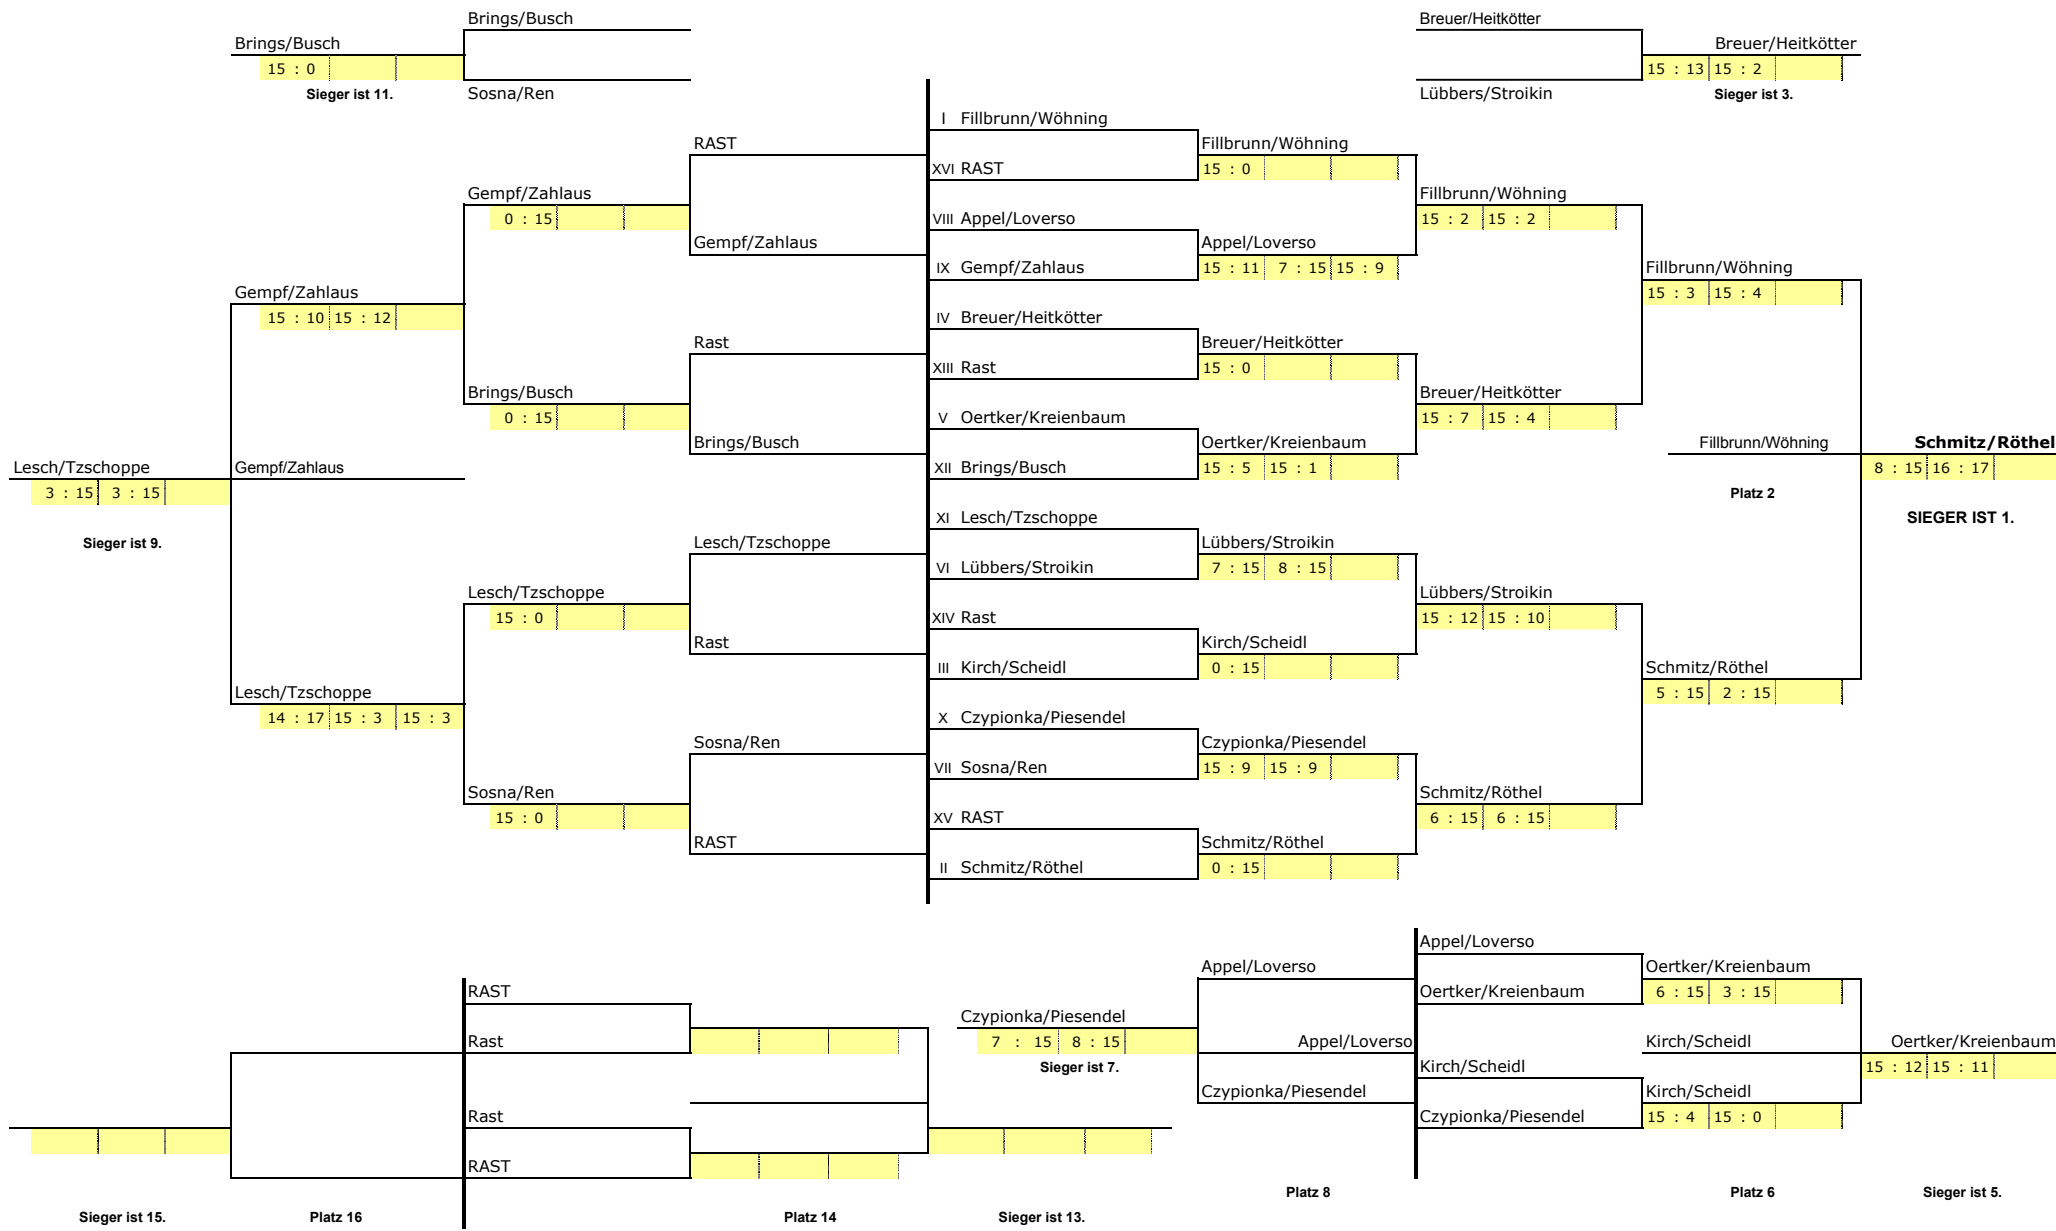 Brings/Busch Breuer/Heitkötter
Brings/Busch Breuer/Heitkötter
15 : 0 15 : 13 15 : 2
Sieger ist 11. Sosna/Ren Lübbers/Stroikin Sieger ist 3.
I Fillbrunn/Wöhning
RAST Fillbrunn/Wöhning
XVI RAST 15 : 0
Gempf/Zahlaus Fillbrunn/Wöhning
0 : 15 VIII Appel/Loverso 15 : 2 15 : 2
Gempf/Zahlaus Appel/Loverso
IX Gempf/Zahlaus 15 : 11 7 : 15 15 : 9 Fillbrunn/Wöhning
Gempf/Zahlaus 15 : 3 15 : 4
15 : 10 15 : 12 IV Breuer/Heitkötter
Rast Breuer/Heitkötter
XIII Rast 15 : 0
Brings/Busch Breuer/Heitkötter
0 : 15 V Oertker/Kreienbaum 15 : 7 15 : 4
Brings/Busch Oertker/Kreienbaum Fillbrunn/Wöhning Schmitz/Röthel
Lesch/Tzschoppe Gempf/Zahlaus XII Brings/Busch 15 : 5 15 : 1 8 : 15 16 : 17
3 : 15 3 : 15 Platz 2
XI Lesch/Tzschoppe SIEGER IST 1.
Sieger ist 9. Lesch/Tzschoppe Lübbers/Stroikin
VI Lübbers/Stroikin 7 : 15 8 : 15
Lesch/Tzschoppe Lübbers/Stroikin
15 : 0 XIV Rast 15 : 12 15 : 10
Rast Kirch/Scheidl
III Kirch/Scheidl 0 : 15 Schmitz/Röthel
Lesch/Tzschoppe 5 : 15 2 : 15
14 : 17 15 : 3 15 : 3 X Czypionka/Piesendel
Sosna/Ren Czypionka/Piesendel
VII Sosna/Ren 15 : 9 15 : 9
Sosna/Ren Schmitz/Röthel
15 : 0 XV RAST 6 : 15 6 : 15
RAST Schmitz/Röthel
II Schmitz/Röthel 0 : 15
Appel/Loverso
Appel/Loverso Oertker/Kreienbaum
RAST Oertker/Kreienbaum 6 : 15 3 : 15
Czypionka/Piesendel
Rast 7 : 15 8 : 15 Appel/Loverso Kirch/Scheidl Oertker/Kreienbaum
Sieger ist 7. Kirch/Scheidl 15 : 12 15 : 11
Czypionka/Piesendel Kirch/Scheidl
Rast Czypionka/Piesendel 15 : 4 15 : 0
RAST
Platz 8 Platz 6 Sieger ist 5.
Sieger ist 15. Platz 16 Platz 14 Sieger ist 13.